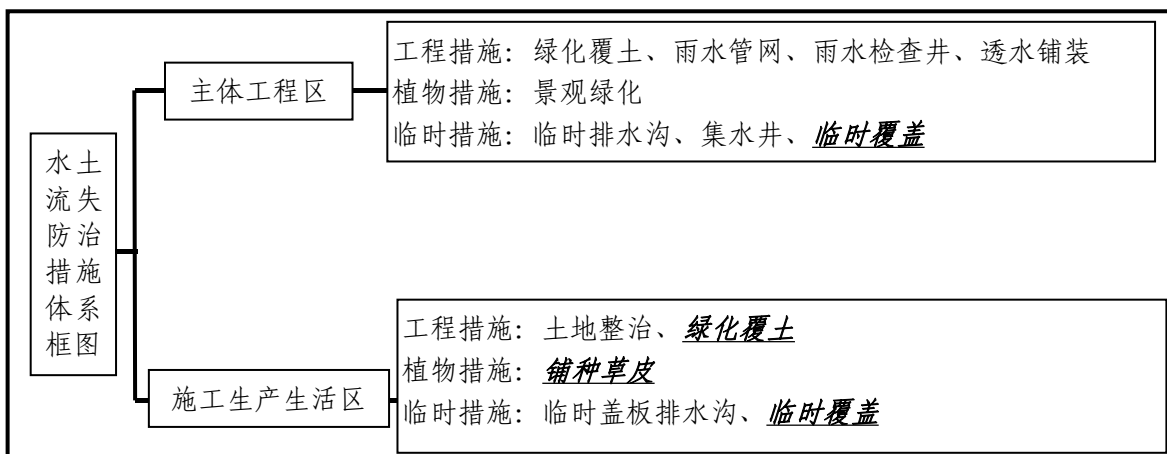 水土流失防治措施体系框图
主体工程区
工程措施：绿化覆土、雨水管网、雨水检查井、透水铺装
植物措施：景观绿化
临时措施：临时排水沟、集水井、临时覆盖
施工生产生活区
工程措施：土地整治、绿化覆土
植物措施：铺种草皮
临时措施：临时盖板排水沟、临时覆盖